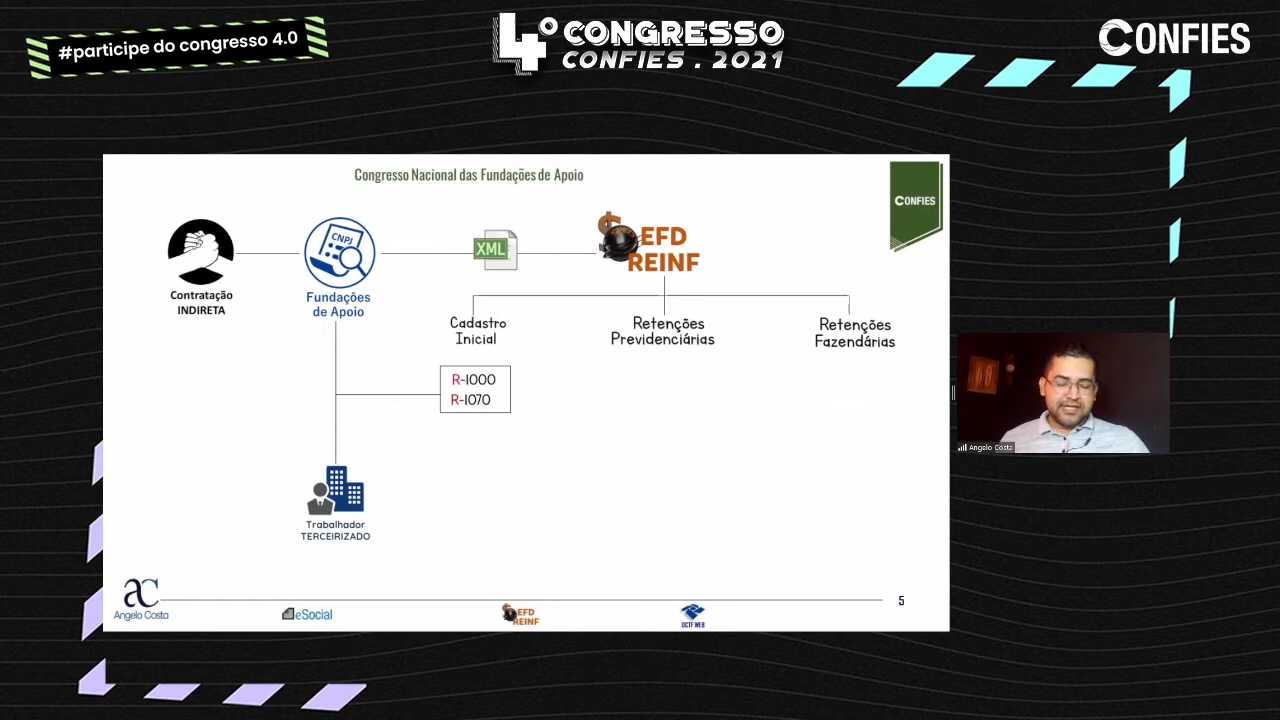 #participe do congresso 4.0
4º CONGRESSO
CONFIES . 2021
CONFIES
Congresso Nacional das Fundações de Apoio
CONFIES
CNPJ
XML
EFD
REINF
Contratação
INDIRETA
Fundações
de Apoio
Cadastro
Inicial
Retenções
Previdenciárias
Retenções
Fazendárias
R-1000
R-1070
Angelo Costa
Trabalhador
TERCEIRIZADO
AC
Angelo Costa
eSocial
EFD
REINF
DCTF WEB
5